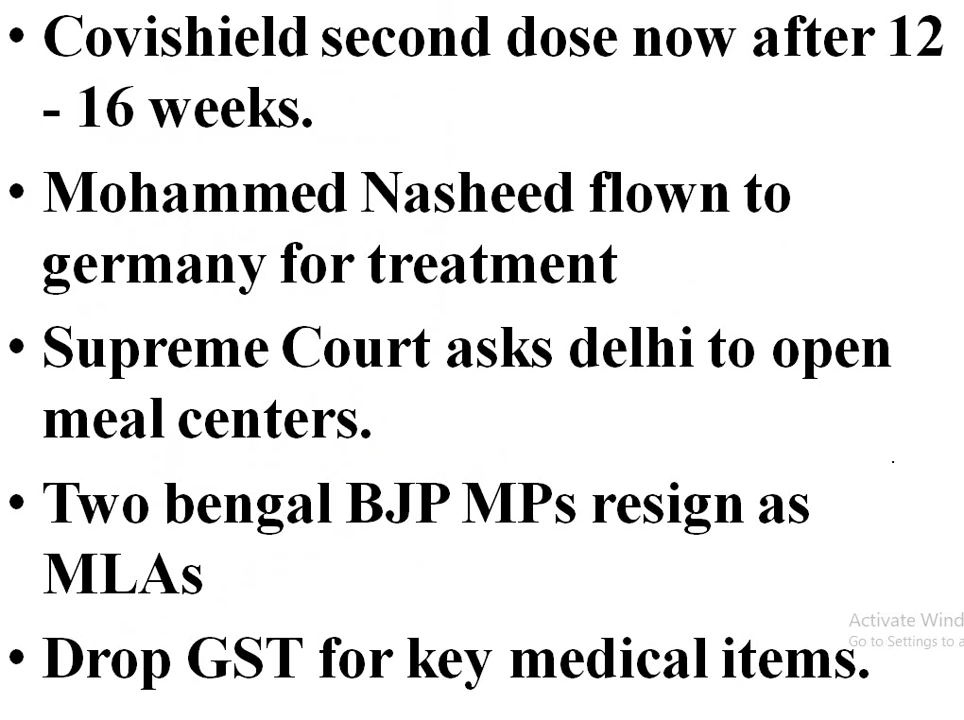 • Covishield second dose now after 12
- 16 weeks.
• Mohammed Nasheed flown to
germany for treatment
• Supreme Court asks delhi to open
meal centers.
• Two bengal BJP MPs resign as
MLAs
Activate Wind
Go to Settings to a
• Drop GST for key medical items.